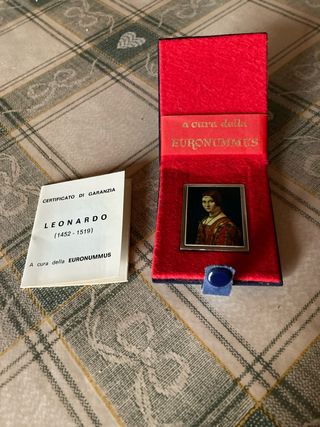 CERTIFICATO DI GARANZIA
LEONARDO
(1452 - 1519)
A cura della EURONUMMUS
a cura della
EURONUMMUS